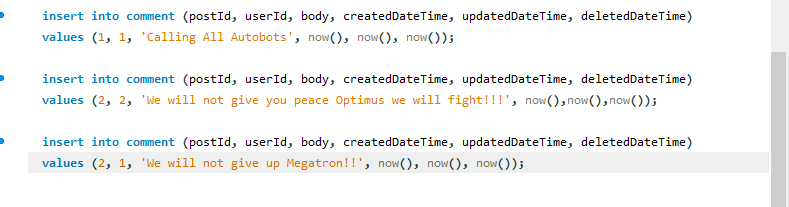 insert into comment (postId, userId, body, createdDateTime, updatedDateTime, deletedDateTime)
values (1, 1, 'Calling All Autobots', now(), now(), now());
insert into comment (postId, userId, body, createdDateTime, updatedDateTime, deletedDateTime)
values (2, 2, 'We will not give you peace Optimus we will fight!!!', now(),now(),now());
insert into comment (postId, userId, body, createdDateTime, updatedDateTime, deletedDateTime)
values (2, 1, 'We will not give up Megatron!!', now(), now(), now());